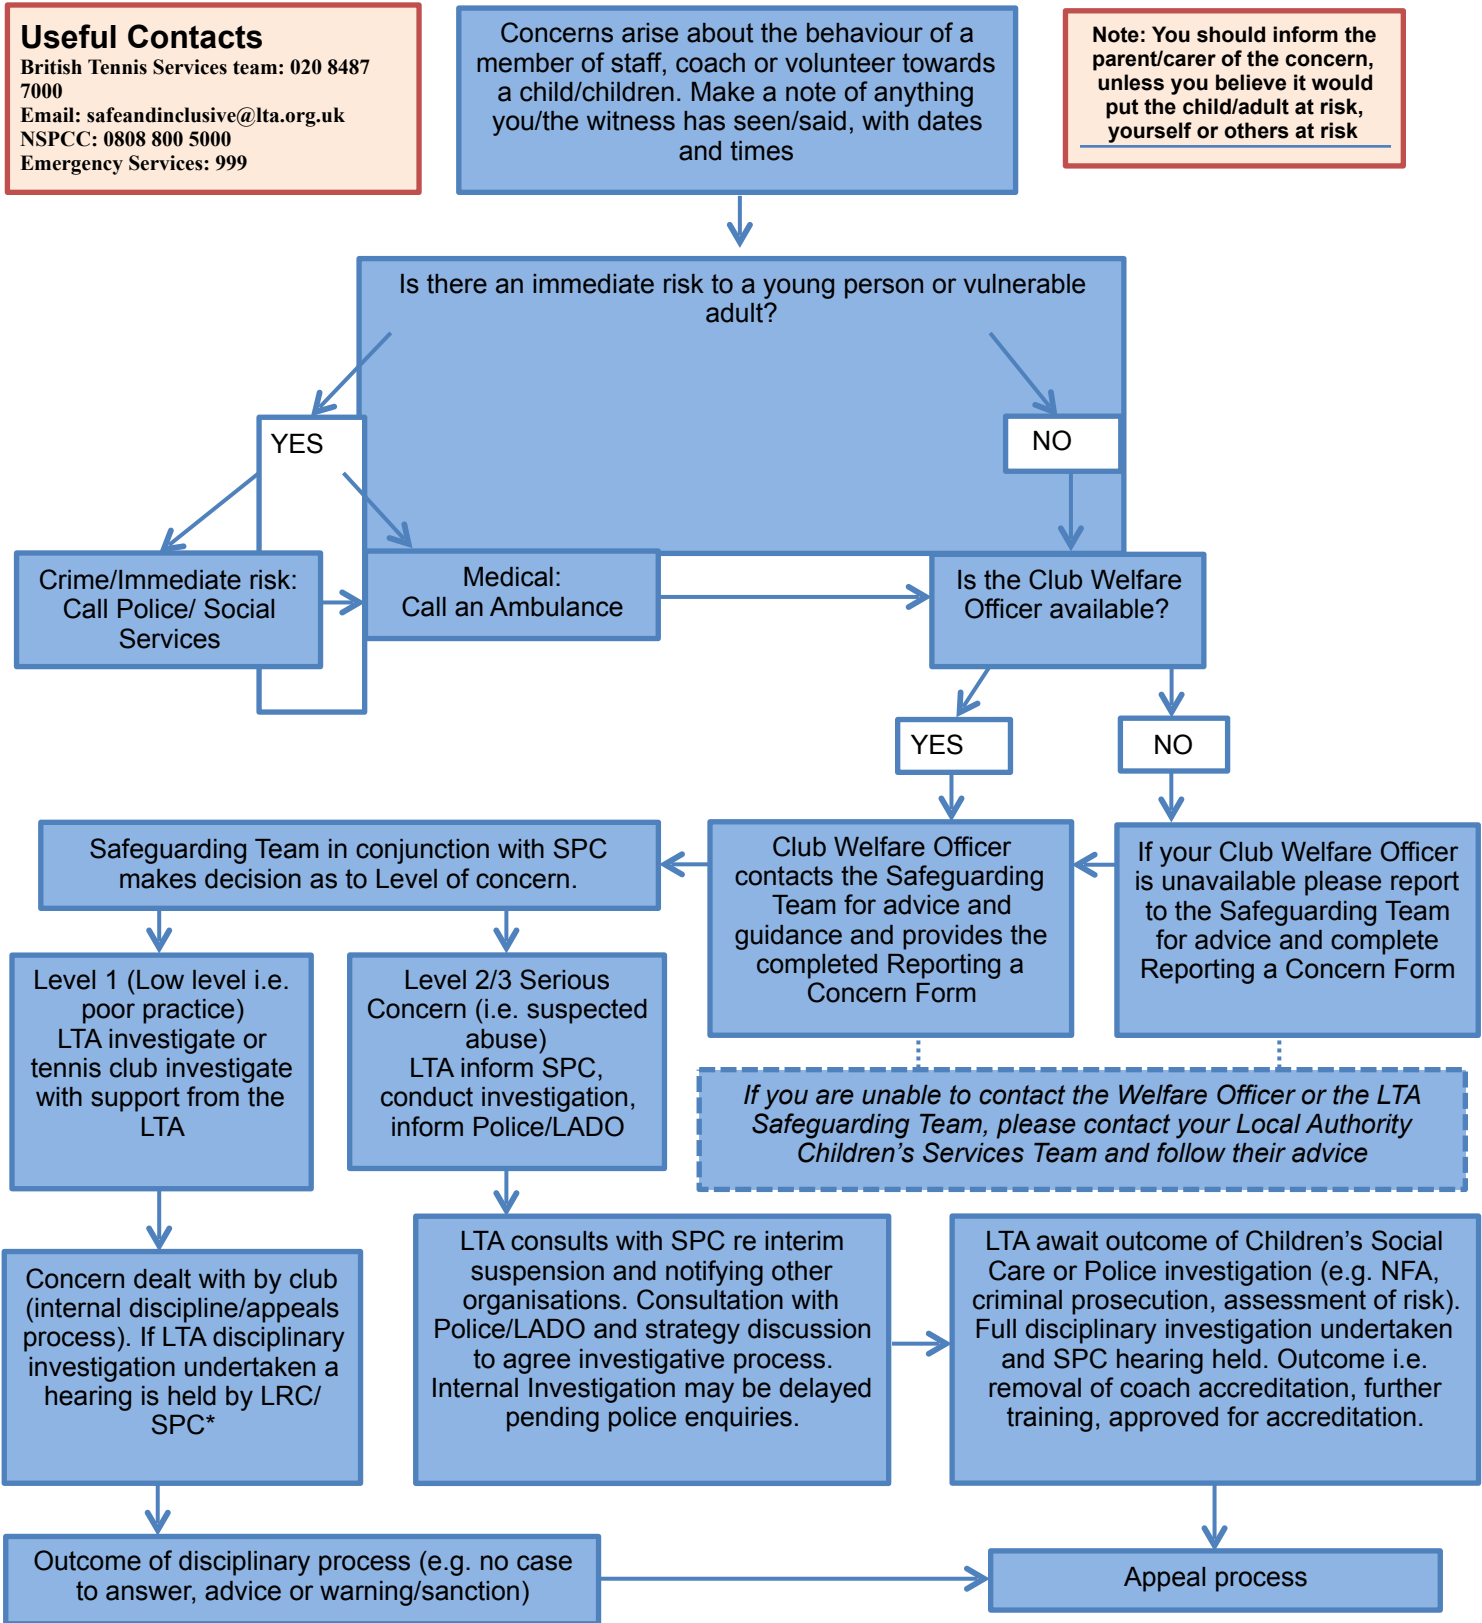 Useful Contacts
British Tennis Services team: 020 8487
7000
Email: safeandinclusive@lta.org.uk
NSPCC: 0808 800 5000
Emergency Services: 999
Concerns arise about the behaviour of a
member of staff, coach or volunteer towards
a child/children. Make a note of anything
you/the witness has seen/said, with dates
and times
Note: You should inform the
parent/carer of the concern,
unless you believe it would
put the child/adult at risk,
yourself or others at risk
Is there an immediate risk to a young person or vulnerable
adult?
YES
NO
Crime/Immediate risk:
Call Police/ Social
Services
Medical:
Call an Ambulance
Is the Club Welfare
Officer available?
YES
NO
Safeguarding Team in conjunction with SPC
makes decision as to Level of concern.
Club Welfare Officer
contacts the Safeguarding
Team for advice and
guidance and provides the
completed Reporting a
Concern Form
If your Club Welfare Officer
is unavailable please report
to the Safeguarding Team
for advice and complete
Reporting a Concern Form
Level 1 (Low level i.e.
poor practice)
LTA investigate or
tennis club investigate
with support from the
LTA
Level 2/3 Serious
Concern (i.e. suspected
abuse)
LTA inform SPC,
conduct investigation,
inform Police/LADO
If you are unable to contact the Welfare Officer or the LTA
Safeguarding Team, please contact your Local Authority
Children's Services Team and follow their advice
Concern dealt with by club
(internal discipline/appeals
process). If LTA disciplinary
investigation undertaken a
hearing is held by LRC/
SPC*
LTA consults with SPC re interim
suspension and notifying other
organisations. Consultation with
Police/LADO and strategy discussion
to agree investigative process.
Internal Investigation may be delayed
pending police enquiries.
LTA await outcome of Children's Social
Care or Police investigation (e.g. NFA,
criminal prosecution, assessment of risk).
Full disciplinary investigation undertaken
and SPC hearing held. Outcome i.e.
removal of coach accreditation, further
training, approved for accreditation.
Outcome of disciplinary process (e.g. no case
to answer, advice or warning/sanction)
Appeal process